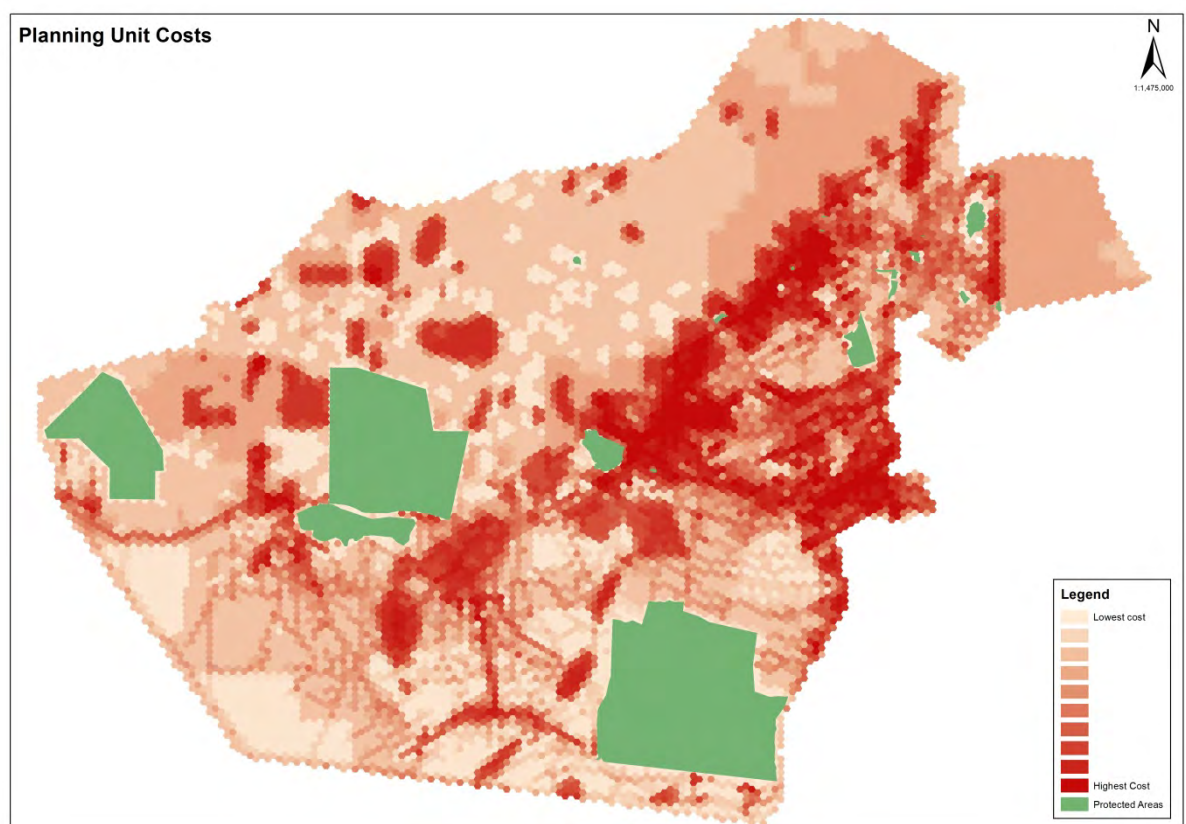 Planning Unit Costs
N
1:1,475,000
Legend
Lowest cost
Highest Cost
Protected Areas